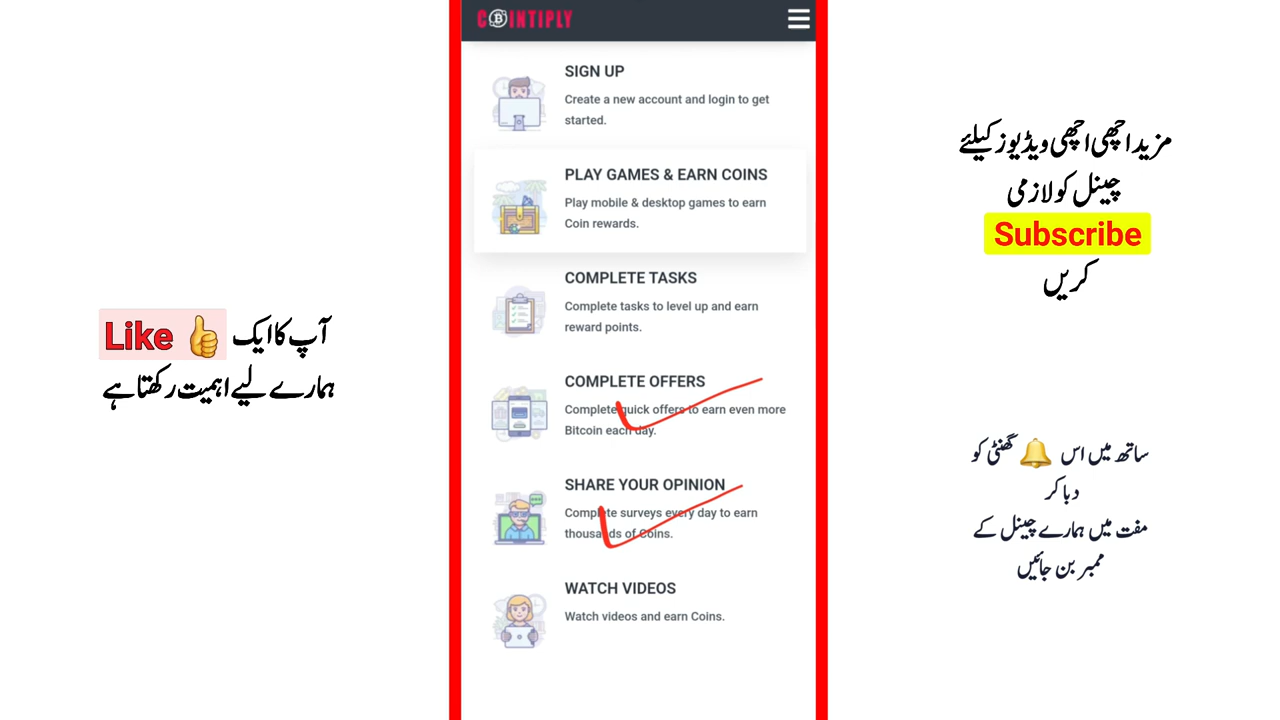 COINTIPLY
SIGN UP
Create a new account and login to get
started.
PLAY GAMES & EARN COINS
Play mobile & desktop games to earn
Coin rewards.
COMPLETE TASKS
Complete tasks to level up and earn
reward points.
COMPLETE OFFERS
Complete quick offers to earn even more
Bitcoin each day.
SHARE YOUR OPINION
Complete surveys every day to earn
thousands of Coins.
WATCH VIDEOS
Watch videos and earn Coins.
آپ کا ایک Like 👍
ہمارے لیے اہمیت رکھتا ہے
مزید اچھی اچھی ویڈیوز کیلئے
چینل کو لازمی
Subscribe
کریں
ساتھ میں اس 🔔 گھنٹی کو
دبا کر
مفت میں ہمارے چینل کے
ممبر بن جائیں